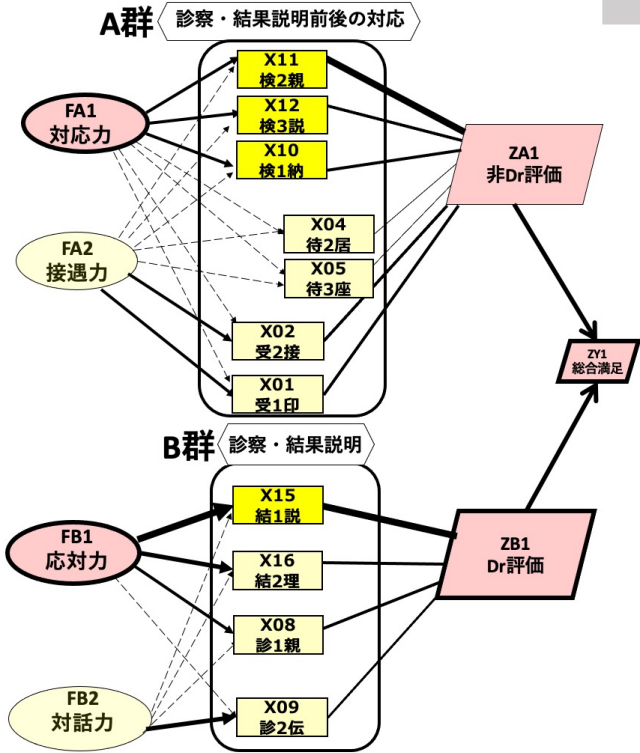 A群
診察・結果説明前後の対応
X11
検2親
FA1
対応力
X12
検3説
X10
検1納
ZA1
非Dr評価
X04
待2居
FA2
接遇力
X05
待3座
X02
受2接
ZY1
総合満足
X01
受1印
B群
診察・結果説明
X15
結1説
FB1
応対力
X16
結2理
ZB1
Dr評価
X08
診1親
FB2
対話力
X09
診2伝